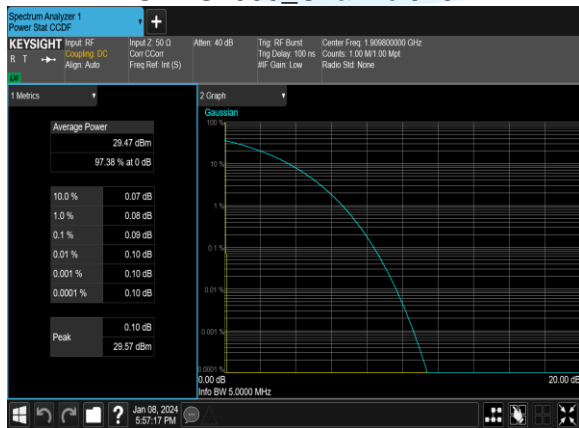 Spectrum Analyzer 1
Power Stat CCDF
+
KEYSIGHT
R T
Input: RF
Coupling: DC
Align: Auto
Input Z: 50 Ω
Corr CCorr
Freq Ref: Int (S)
Atten: 40 dB
Trig: RF Burst
Trig Delay: 100 ns
#IF Gain: Low
Center Freq: 1.909800000 GHz
Counts: 1.00 M/1.00 Mpt
Radio Std: None
1 Metrics
Average Power
29.47 dBm
97.38 % at 0 dB
10.0 % 0.07 dB
1.0 % 0.08 dB
0.1 % 0.09 dB
0.01 % 0.10 dB
0.001 % 0.10 dB
0.0001 % 0.10 dB
Peak
0.10 dB
29.57 dBm
2 Graph
Gaussian
100 %
10 %
1 %
0.1 %
0.01 %
0.001 %
0.0001 %
0.00 dB 20.00 dB
Info BW 5.0000 MHz
?
Jan 08, 2024
5:57:17 PM